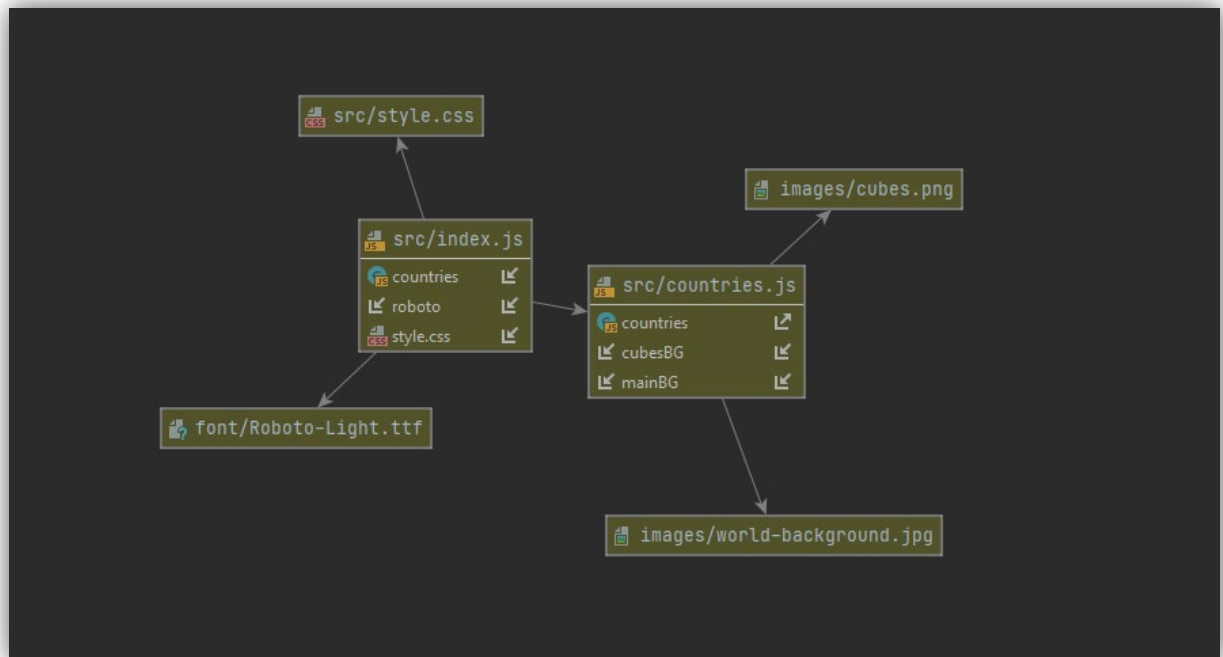 src/style.css
images/cubes.png
src/index.js
countries
roboto
style.css
src/countries.js
countries
cubesBG
mainBG
font/Roboto-Light.ttf
images/world-background.jpg